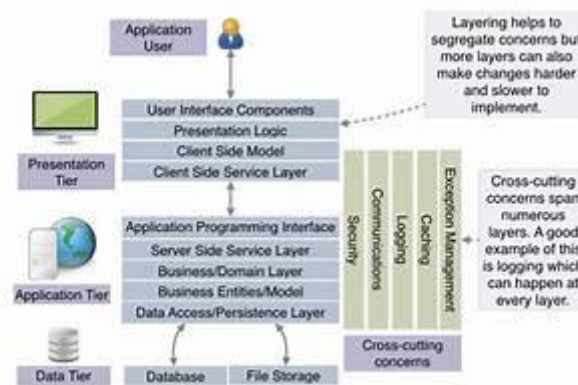 Application
User
Layering helps to
segregate concerns but
more layers can also
make changes harder
and slower to
implement.
User Interface Components
Presentation Logic
Client Side Model
Client Side Service Layer
Presentation
Tier
Application Programming Interface
Server Side Service Layer
Business/Domain Layer
Business Entities/Model
Data Access/Persistence Layer
Application Tier
Security
Communications
Logging
Caching
Exception Management
Cross-cutting
concerns span
numerous
layers. A good
example of this
is logging which
can happen at
every layer.
Cross-cutting
concerns
Data Tier
Database
File Storage